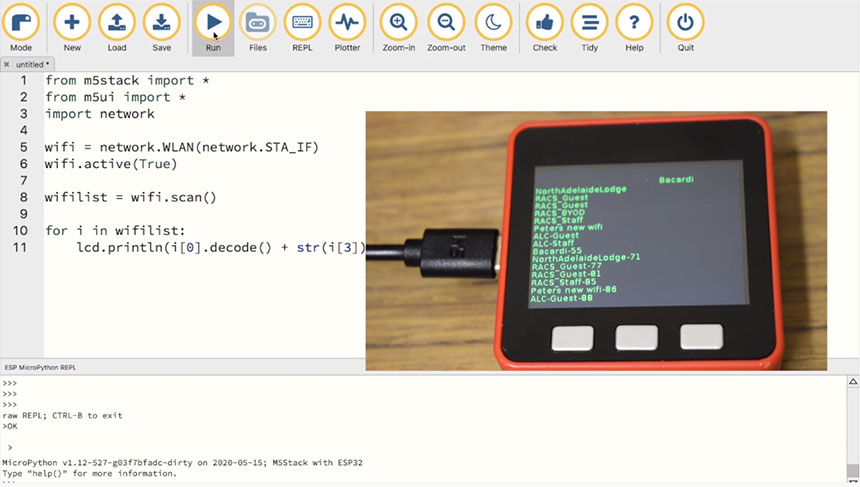 Mode New Load Save Run Files REPL Plotter Zoom-in Zoom-out Theme Check Tidy Help Quit
untitled *
1 from m5stack import *
2 from m5ui import *
3 import network
4
5 wifi = network.WLAN(network.STA_IF)
6 wifi.active(True)
7
8 wifilist = wifi.scan()
9
10 for i in wifilist:
11 lcd.println(i[0].decode() + str(i[3])
Bacardi
NorthAdelaideLodge
RACS_Guest
RACS_Guest
RACS_BYOD
RACS_Staff
Peters new wifi
ALC-Guest
ALC-Staff
Bacardi-55
NorthAdelaideLodge-71
RACS_Guest-77
RACS_Guest-81
RACS_Staff-85
Peters new wifi-86
ALC-Guest-88
ESP MicroPython REPL
>>>
>>>
>>>
raw REPL; CTRL-B to exit
>OK
>
MicroPython v1.12-527-g03f7bfadc-dirty on 2020-05-15; M5Stack with ESP32
Type "help()" for more information.
>>>